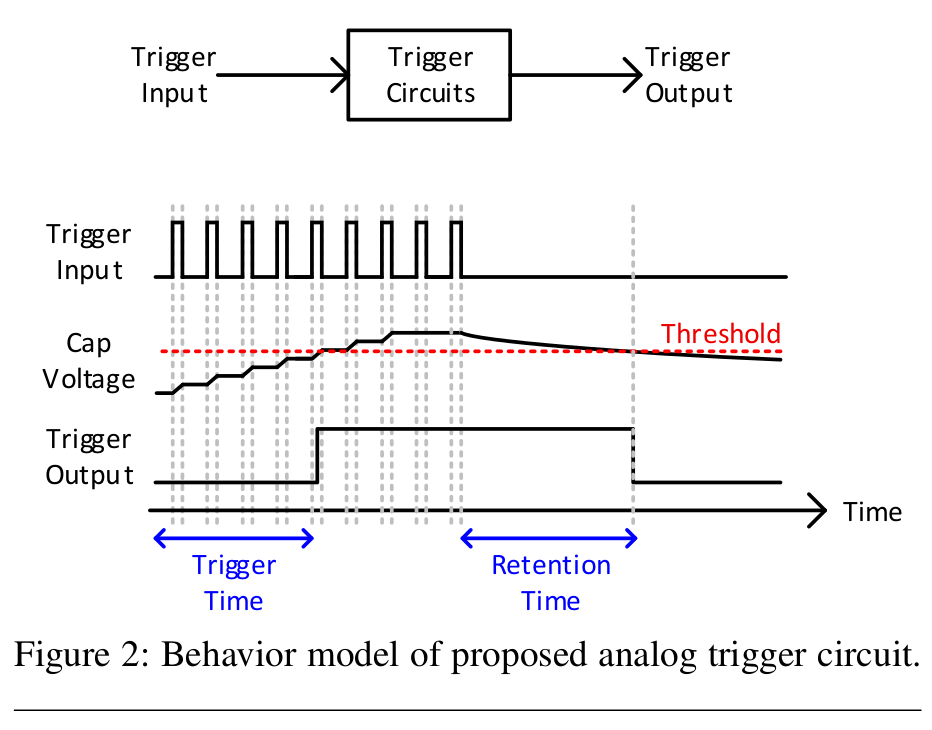 Trigger
Input
Trigger
Circuits
Trigger
Output
Trigger
Input
Cap
Voltage
Threshold
Trigger
Output
Time
Trigger
Time
Retention
Time
Figure 2: Behavior model of proposed analog trigger circuit.